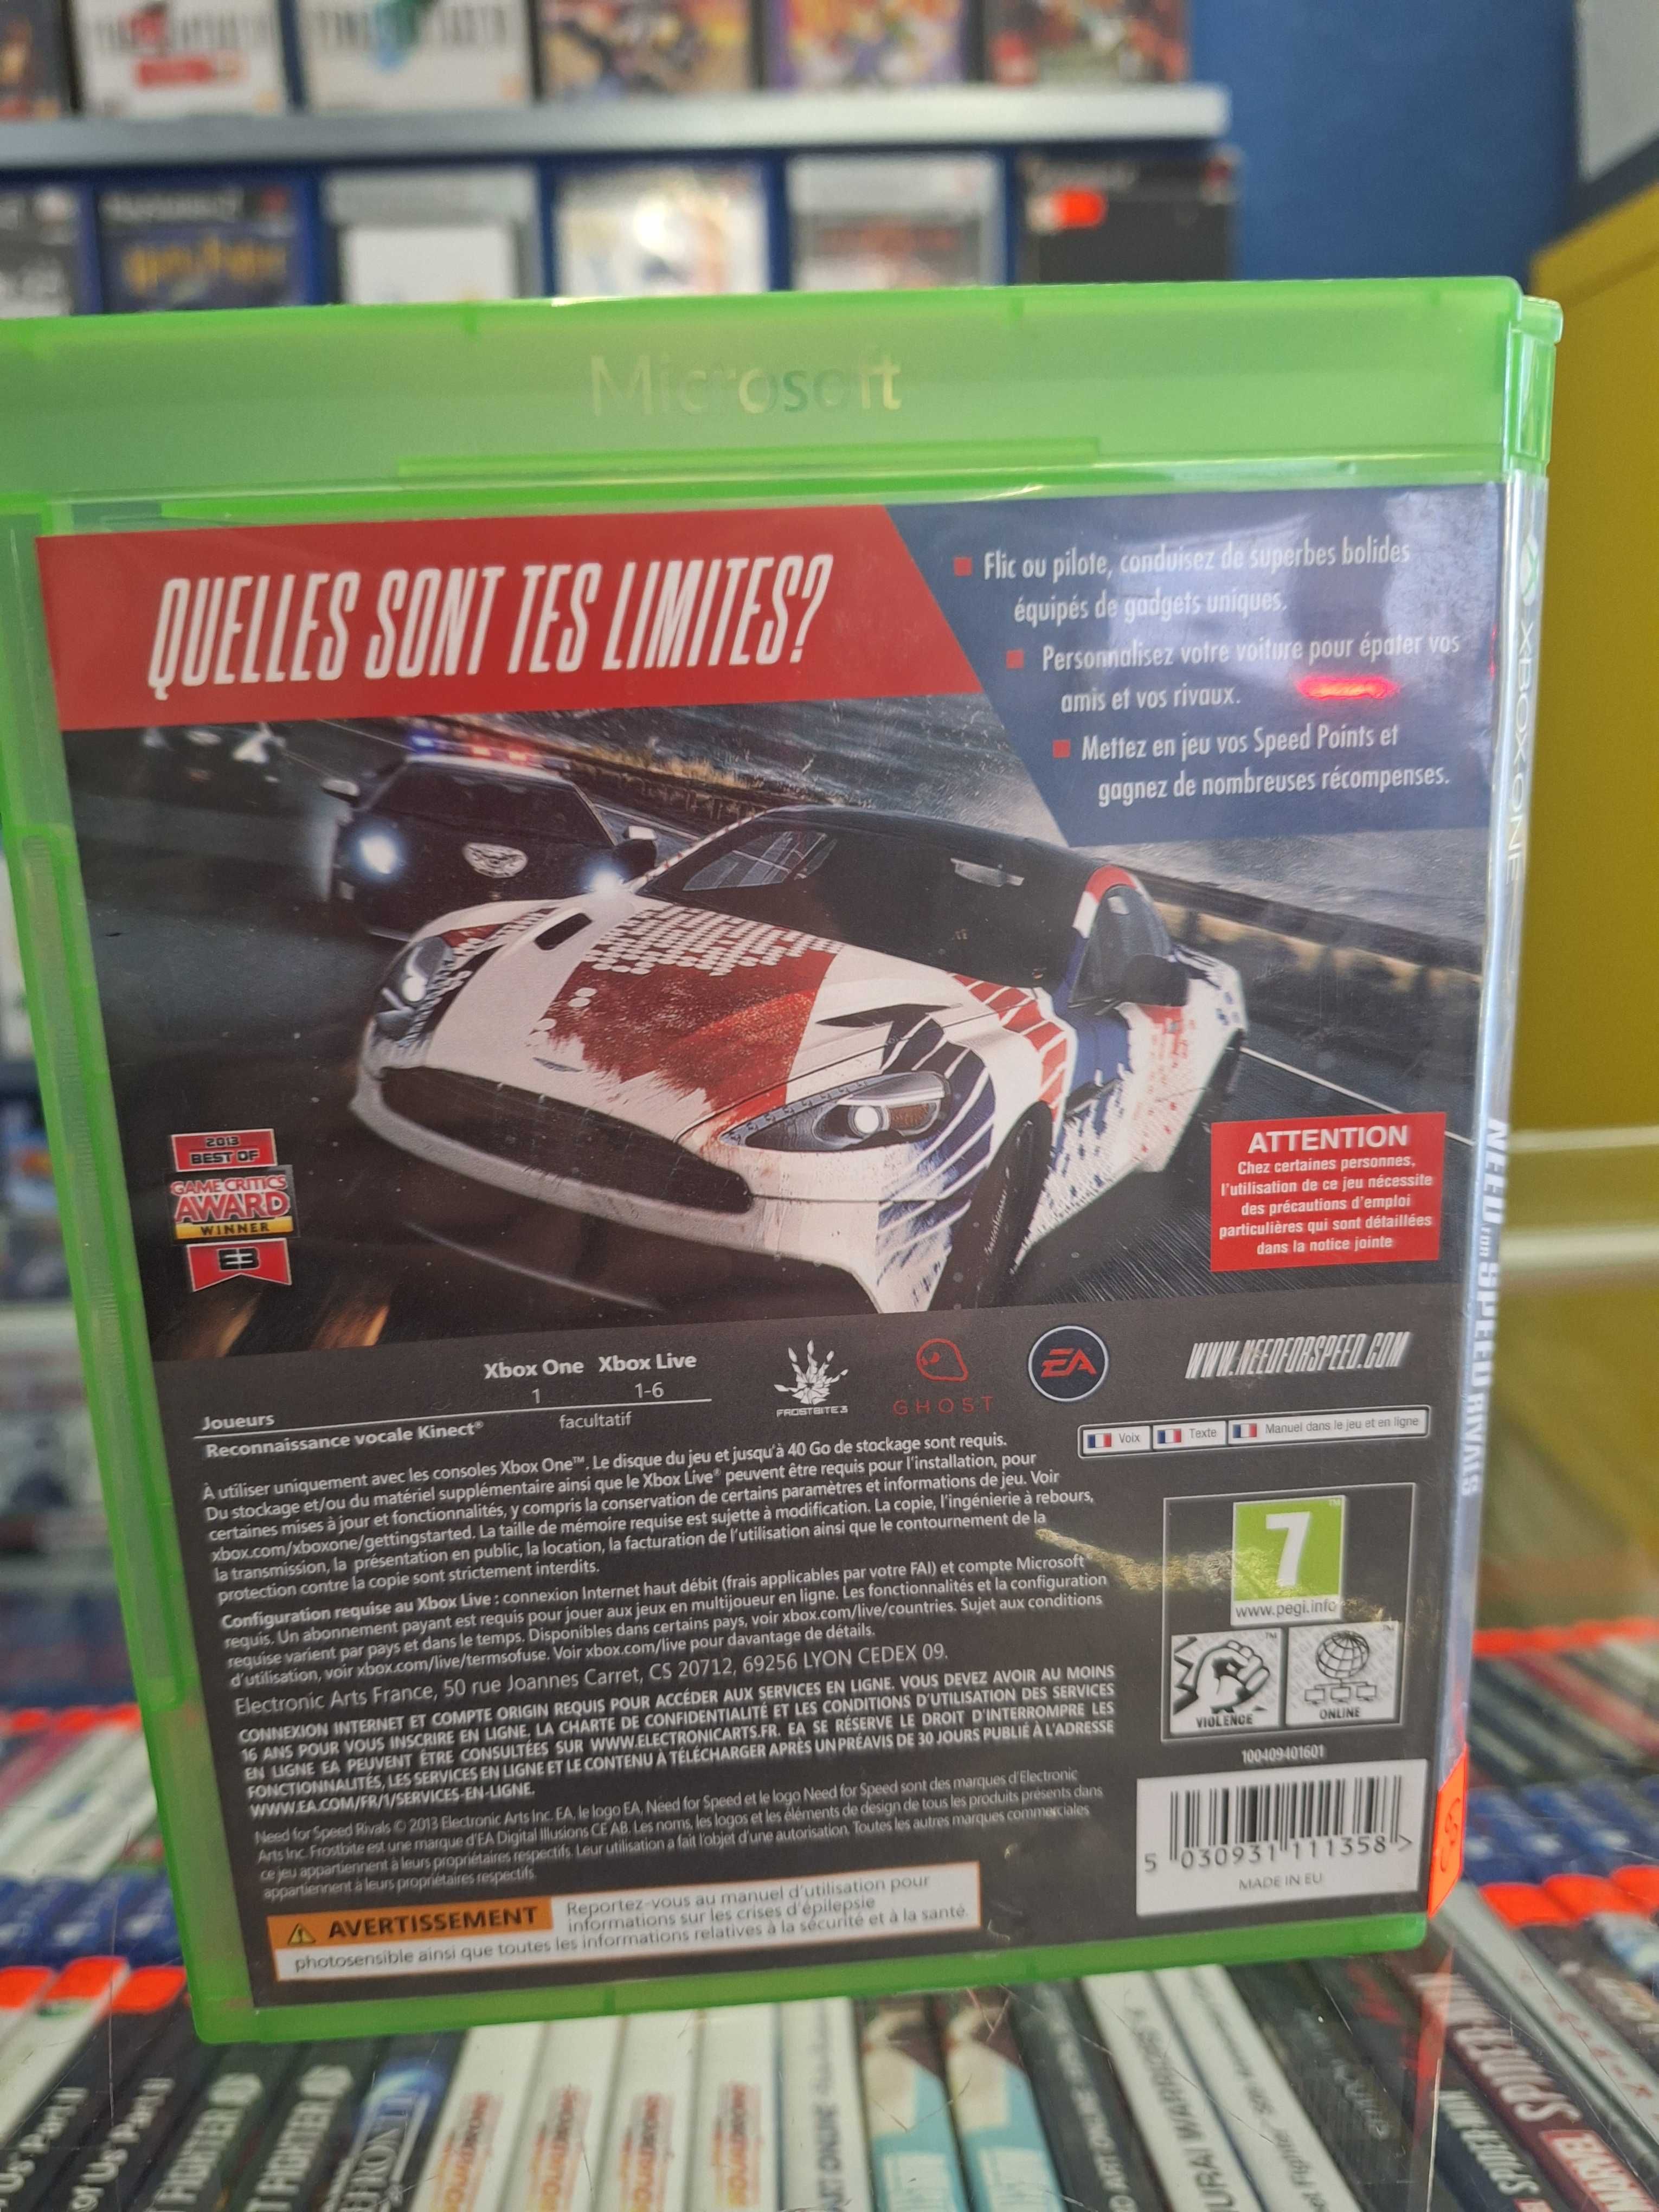 Microsoft
QUELLES SONT TES LIMITES?
Flic ou pilote, conduisez de superbes bolides
équipés de gadgets uniques.
Personnalisez votre voiture pour épater vos
amis et vos rivaux.
Mettez en jeu vos Speed Points et
gagnez de nombreuses récompenses.
XBOX ONE
NEED FOR SPEED RIVALS
2013
BEST OF
GAME CRITICS
AWARD
WINNER
E3
ATTENTION
Chez certaines personnes,
l'utilisation de ce jeu nécessite
des précautions d'emploi
particulières qui sont détaillées
dans la notice jointe
Xbox One Xbox Live
Joueurs 1 1-6
Reconnaissance vocale Kinect® facultatif
FROSTBITE 3
GHOST
EA
WWW.NEEDFORSPEED.COM
Voix Texte Manuel dans le jeu et en ligne
À utiliser uniquement avec les consoles Xbox One™. Le disque du jeu et jusqu'à 40 Go de stockage sont requis.
Du stockage et/ou du matériel supplémentaire ainsi que le Xbox Live® peuvent être requis pour l'installation, pour
certaines mises à jour et fonctionnalités, y compris la conservation de certains paramètres et informations de jeu. Voir
xbox.com/xboxone/gettingstarted. La taille de mémoire requise est sujette à modification. La copie, l'ingénierie à rebours,
la transmission, la présentation en public, la location, la facturation de l'utilisation ainsi que le contournement de la
protection contre la copie sont strictement interdits.
Configuration requise au Xbox Live : connexion Internet haut débit (frais applicables par votre FAI) et compte Microsoft
requis. Un abonnement payant est requis pour jouer aux jeux en multijoueur en ligne. Les fonctionnalités et la configuration
requise varient par pays et dans le temps. Disponibles dans certains pays, voir xbox.com/live/countries. Sujet aux conditions
d'utilisation, voir xbox.com/live/termsofuse. Voir xbox.com/live pour davantage de détails.
Electronic Arts France, 50 rue Joannes Carret, CS 20712, 69256 LYON CEDEX 09.
CONNEXION INTERNET ET COMPTE ORIGIN REQUIS POUR ACCÉDER AUX SERVICES EN LIGNE. VOUS DEVEZ AVOIR AU MOINS
16 ANS POUR VOUS INSCRIRE EN LIGNE. LA CHARTE DE CONFIDENTIALITÉ ET LES CONDITIONS D'UTILISATION DES SERVICES
EN LIGNE EA PEUVENT ÊTRE CONSULTÉES SUR WWW.ELECTRONICARTS.FR. EA SE RÉSERVE LE DROIT D'INTERROMPRE LES
FONCTIONNALITÉS, LES SERVICES EN LIGNE ET LE CONTENU À TÉLÉCHARGER APRÈS UN PRÉAVIS DE 30 JOURS PUBLIÉ À L'ADRESSE
WWW.EA.COM/FR/1/SERVICES-EN-LIGNE.
Need for Speed Rivals © 2013 Electronic Arts Inc. EA, le logo EA, Need for Speed et le logo Need for Speed sont des marques d'Electronic
Arts Inc. Frostbite est une marque d'EA Digital Illusions CE AB. Les noms, les logos et les éléments de design de tous les produits présents dans
ce jeu appartiennent à leurs propriétaires respectifs. Leur utilisation a fait l'objet d'une autorisation. Toutes les autres marques commerciales
appartiennent à leurs propriétaires respectifs.
7
www.pegi.info
VIOLENCE
ONLINE
100409401601
5 030931 111358 >
MADE IN EU
AVERTISSEMENT Reportez-vous au manuel d'utilisation pour
informations sur les crises d'épilepsie
photosensible ainsi que toutes les informations relatives à la sécurité et à la santé.